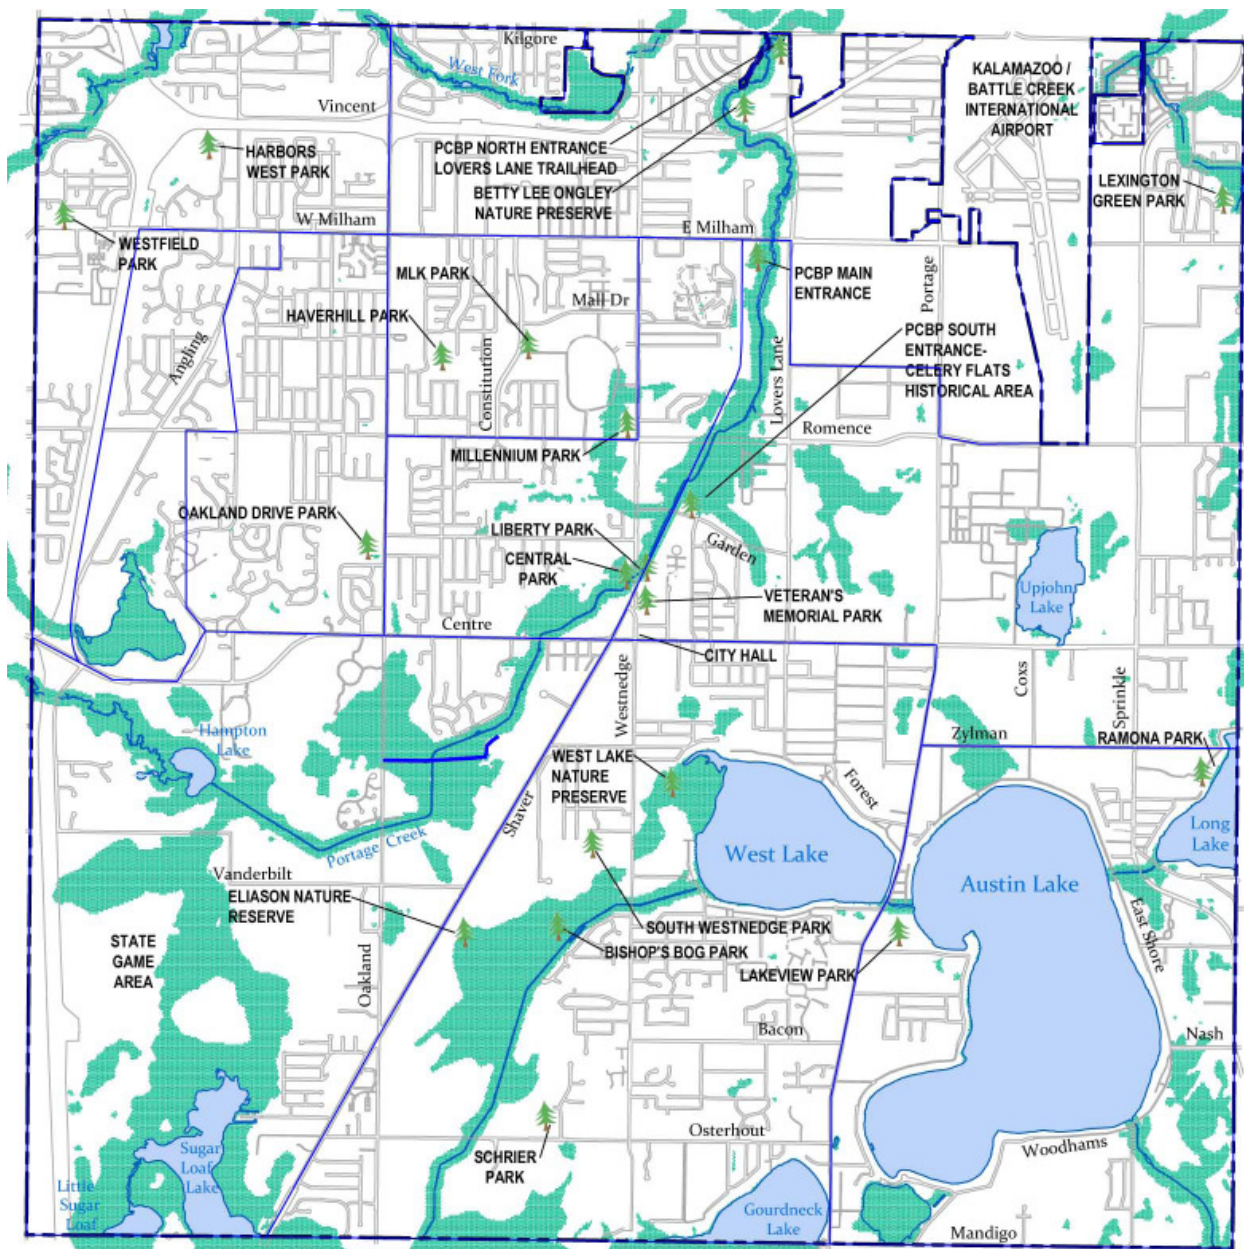 Kilgore
West Fork
Vincent
KALAMAZOO /
BATTLE CREEK
INTERNATIONAL
AIRPORT
HARBORS
WEST PARK
PCBP NORTH ENTRANCE
LOVERS LANE TRAILHEAD
BETTY LEE ONGLEY
NATURE PRESERVE
LEXINGTON
GREEN PARK
W Milham
E Milham
WESTFIELD
PARK
MLK PARK
Mall Dr
PCBP MAIN
ENTRANCE
Portage
HAVERHILL PARK
Angling
Constitution
PCBP SOUTH
ENTRANCE-
CELERY FLATS
HISTORICAL AREA
Lovers Lane
Romence
MILLENNIUM PARK
OAKLAND DRIVE PARK
LIBERTY PARK
CENTRAL
PARK
Garden
VETERAN'S
MEMORIAL PARK
Upjohn
Lake
Centre
CITY HALL
Westnedge
Coxs
Sprinkle
Hampton
Lake
Zylman
RAMONA PARK
WEST LAKE
NATURE
PRESERVE
Forest
Shaver
Portage Creek
West Lake
Long
Lake
Vanderbilt
Austin Lake
ELIASON NATURE
RESERVE
SOUTH WESTNEDGE PARK
BISHOP'S BOG PARK
LAKEVIEW PARK
East Shore
STATE
GAME
AREA
Oakland
Bacon
Nash
Osterhout
Woodhams
SCHRIER
PARK
Sugar
Loaf
Lake
Little
Sugar
Loaf
Gourdneck
Lake
Mandigo